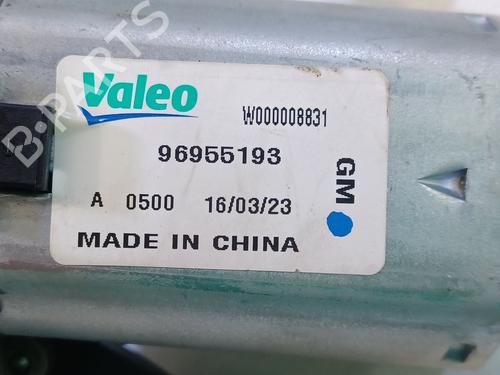 Valeo
W000008831
96955193
GM
A 0500 16/03/23
MADE IN CHINA
B-PARTS